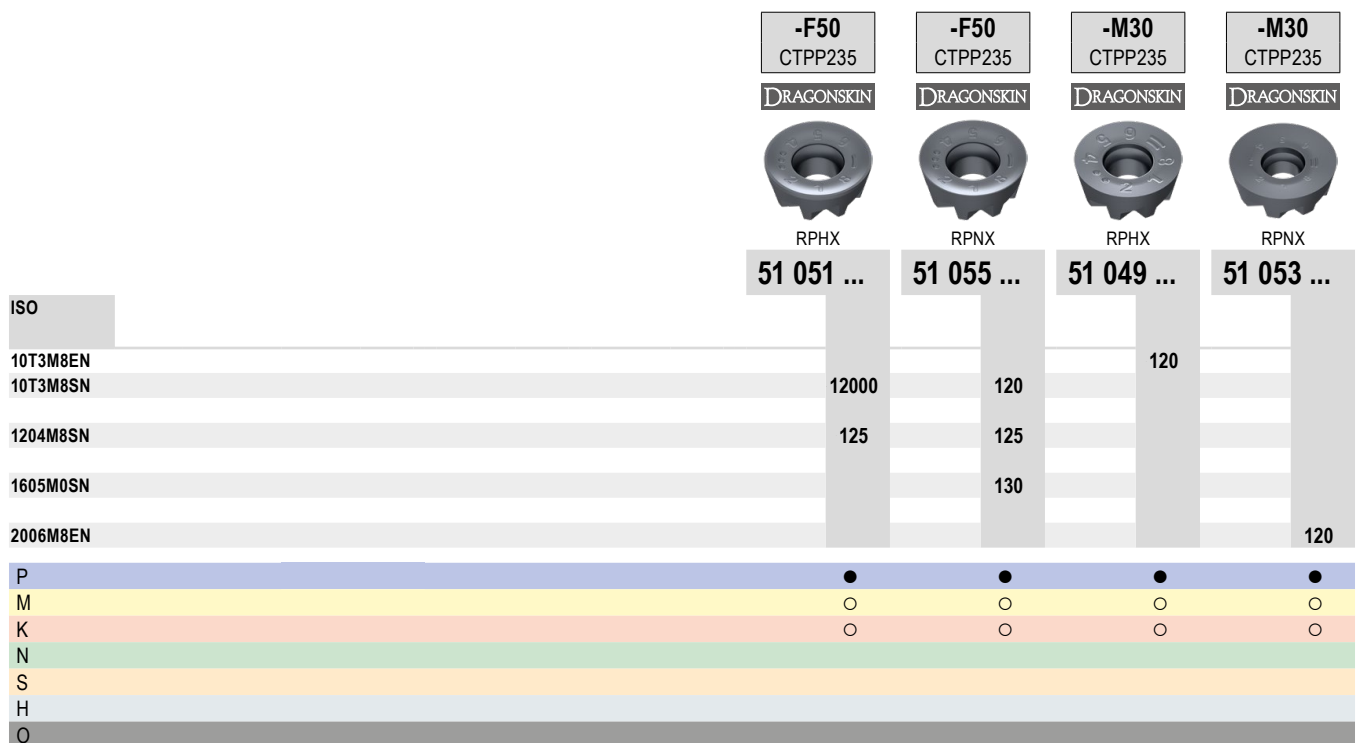 -F50 -F50 -M30 -M30
CTPP235 CTPP235 CTPP235 CTPP235
DRAGONSKIN DRAGONSKIN DRAGONSKIN DRAGONSKIN
RPHX RPNX RPHX RPNX
51 051 ... 51 055 ... 51 049 ... 51 053 ...
ISO
10T3M8EN 120
10T3M8SN 12000 120
1204M8SN 125 125
1605M0SN 130
2006M8EN 120
P ● ● ● ●
M ○ ○ ○ ○
K ○ ○ ○ ○
N
S
H
O